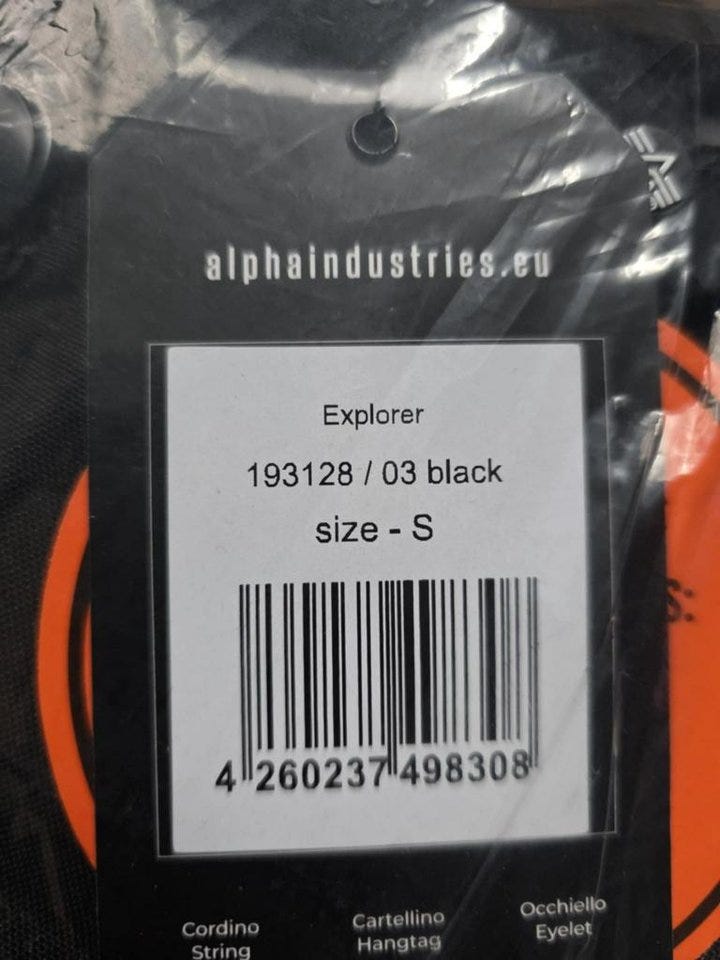 alphaindustries.eu
Explorer
193128 / 03 black
size - S
4 260237 498308
S:
Cordino
String
Cartellino
Hangtag
Occhiello
Eyelet